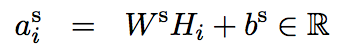 a_i^s = W^s H_i + b^s ∈ ℝ